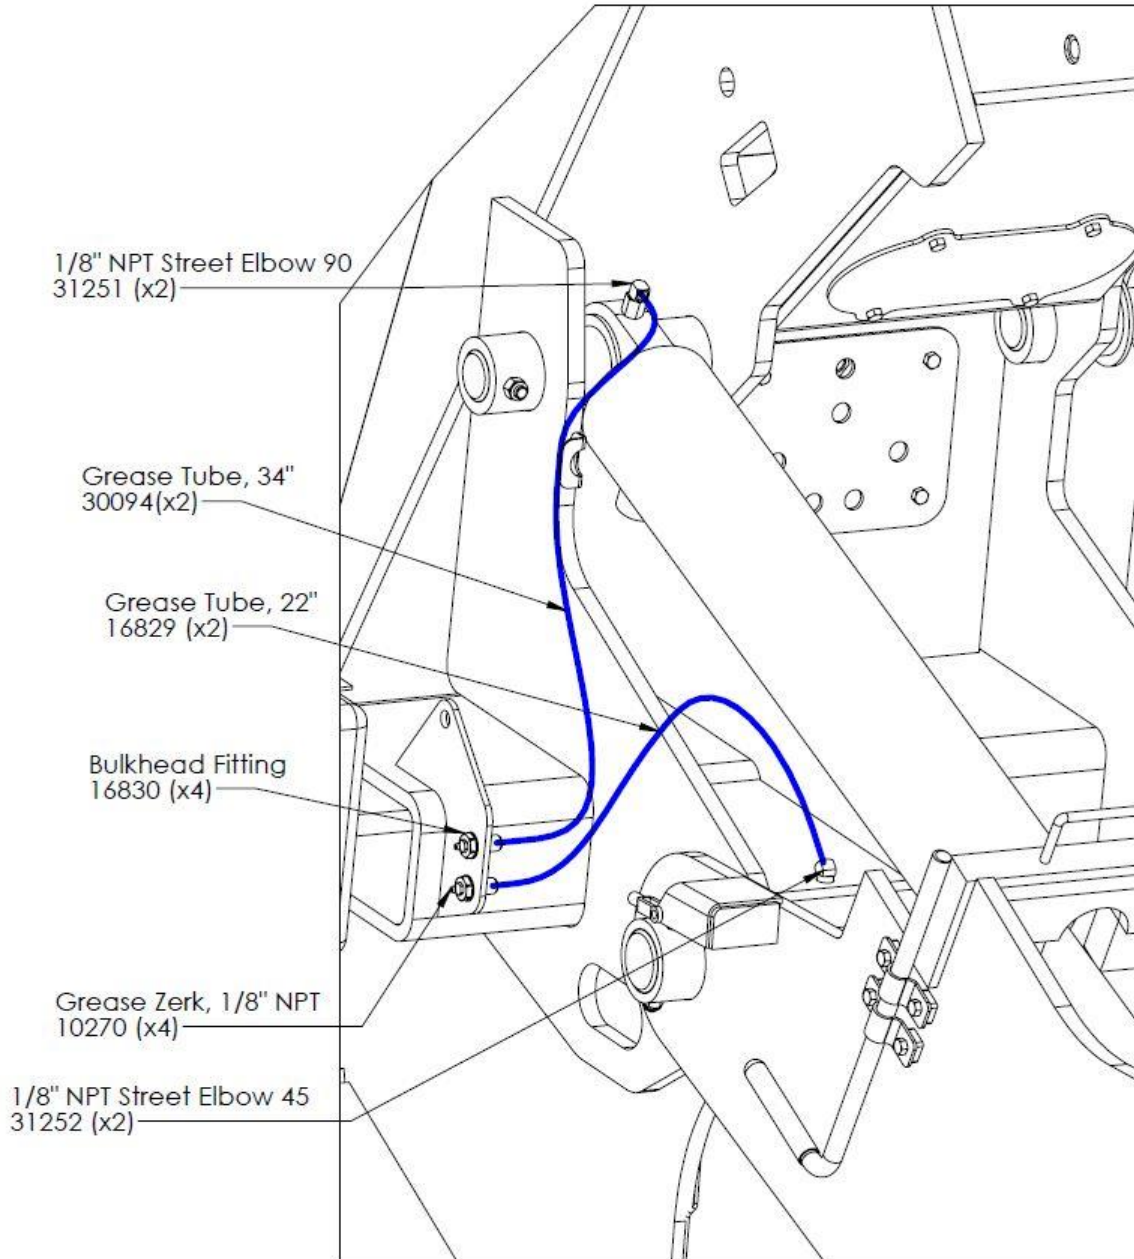 1/8" NPT Street Elbow 90
31251 (x2)
Grease Tube, 34"
30094(x2)
Grease Tube, 22"
16829 (x2)
Bulkhead Fitting
16830 (x4)
Grease Zerk, 1/8" NPT
10270 (x4)
1/8" NPT Street Elbow 45
31252 (x2)